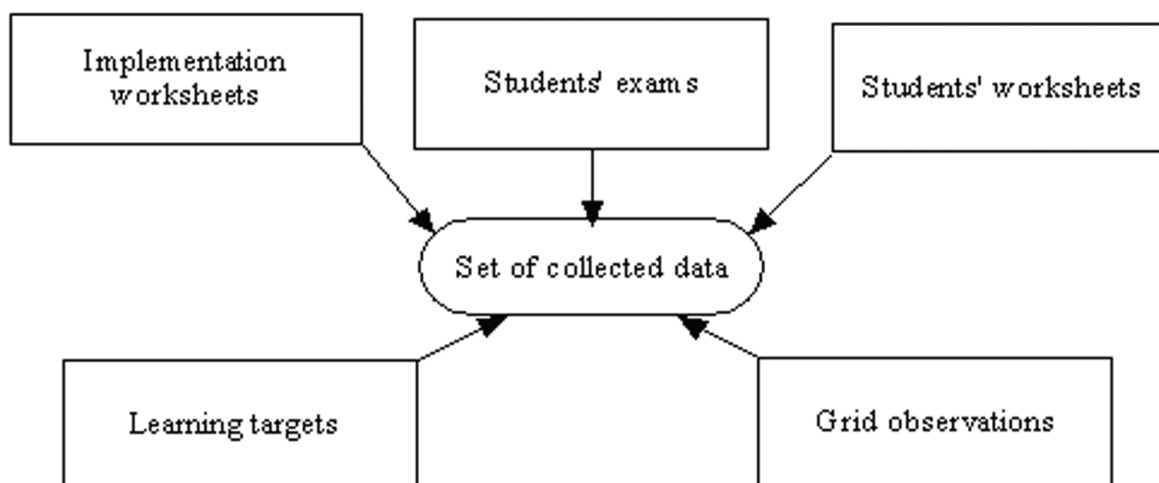 Implementation
worksheets
Students' exams
Students' worksheets
Set of collected data
Learning targets
Grid observations